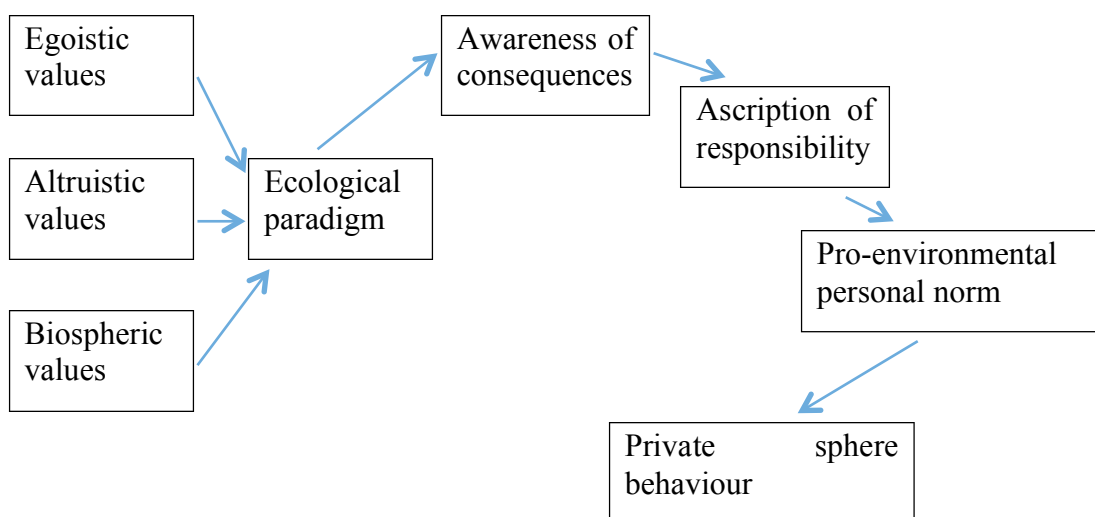 Egoistic
values
Altruistic
values
Biospheric
values
Ecological
paradigm
Awareness of
consequences
Ascription of
responsibility
Pro-environmental
personal norm
Private sphere
behaviour